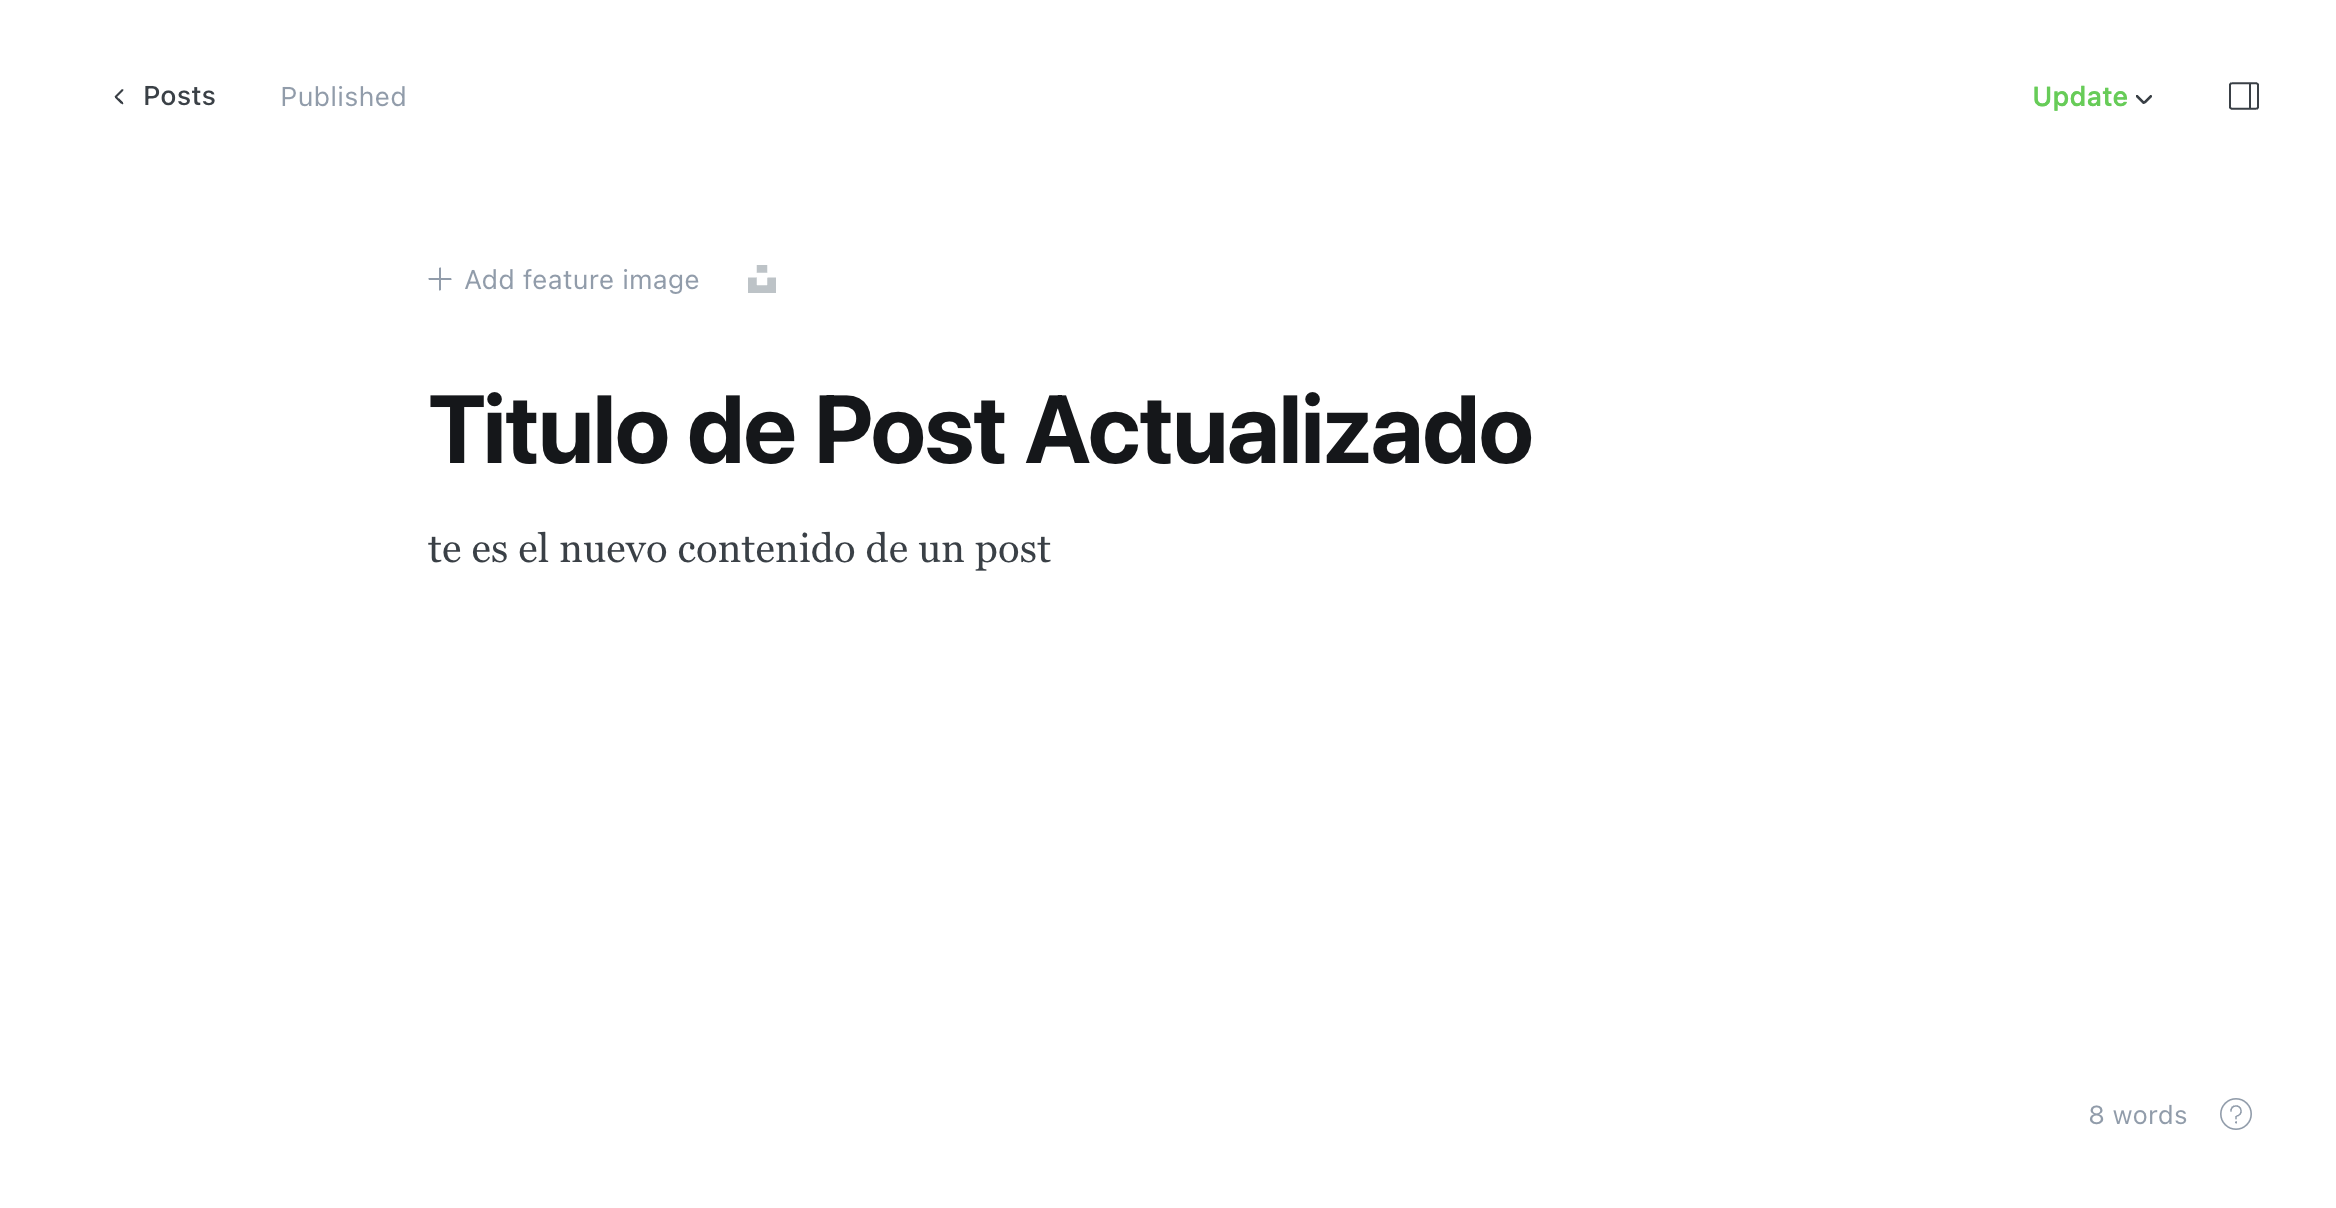 Posts
Published
Update
Add feature image
Titulo de Post Actualizado
te es el nuevo contenido de un post
8 words
?